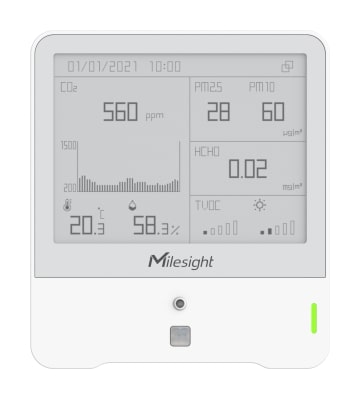 01/01/2021 10:00
CO₂
560 ppm
1500
200
20.3 °C
58.3 %
PM2.5 PM10
28 60
µg/m³
HCHO
0.02
mg/m³
TVOC
Milesight